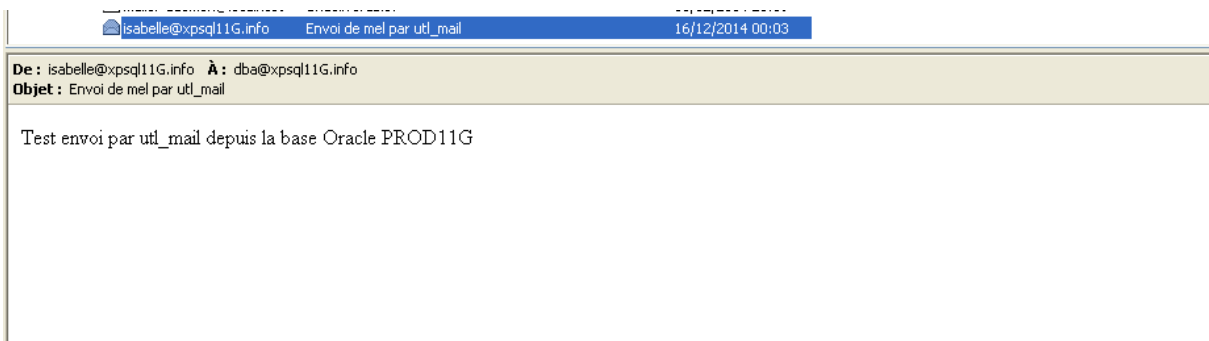 isabelle@xpsql11G.info Envoi de mel par utl_mail 16/12/2014 00:03
De : isabelle@xpsql11G.info À : dba@xpsql11G.info
Objet : Envoi de mel par utl_mail
Test envoi par utl_mail depuis la base Oracle PROD11G